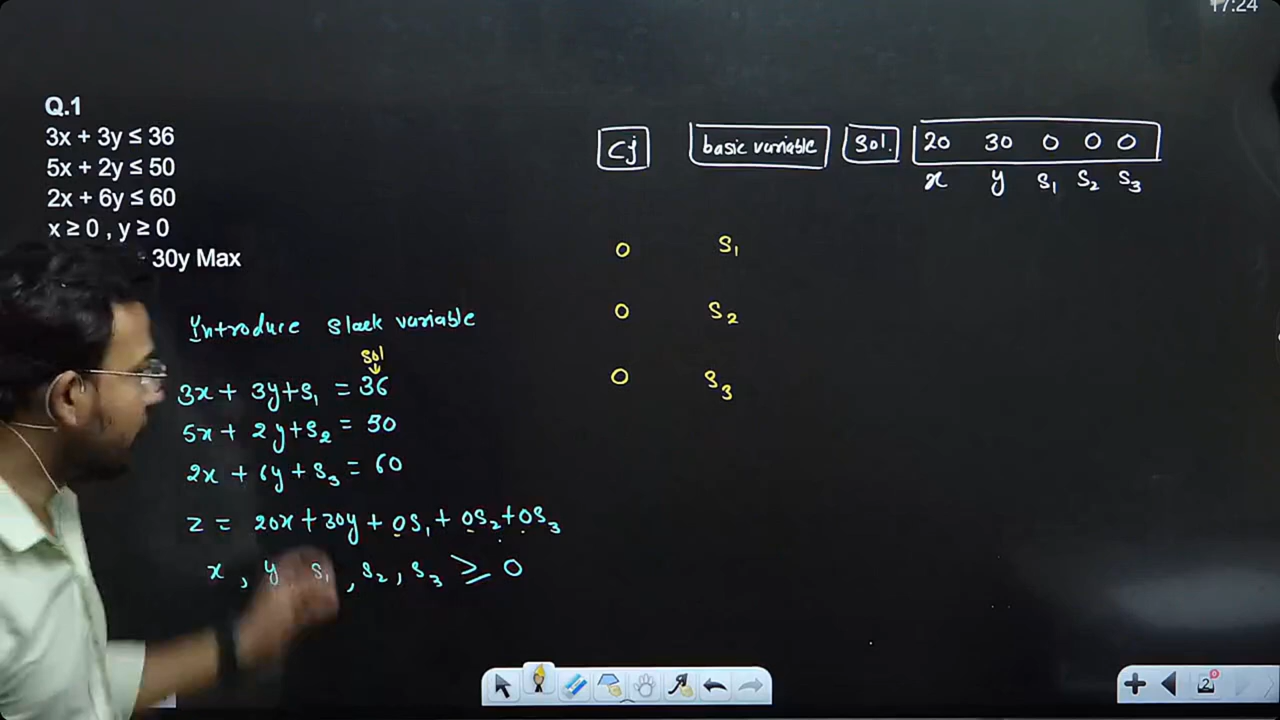 17:24
Q.1
3x + 3y ≤ 36
5x + 2y ≤ 50
2x + 6y ≤ 60
x ≥ 0 , y ≥ 0
30y Max
Introduce slack variable
sol
↓
3x + 3y + s₁ = 36
5x + 2y + s₂ = 50
2x + 6y + s₃ = 60
z = 20x + 30y + 0s₁ + 0s₂ + 0s₃
x , y , s₁ , s₂ , s₃ ≥ 0
Cj basic variable Sol. 20 30 0 0 0
x y s₁ s₂ s₃
0 s₁
0 s₂
0 s₃
2